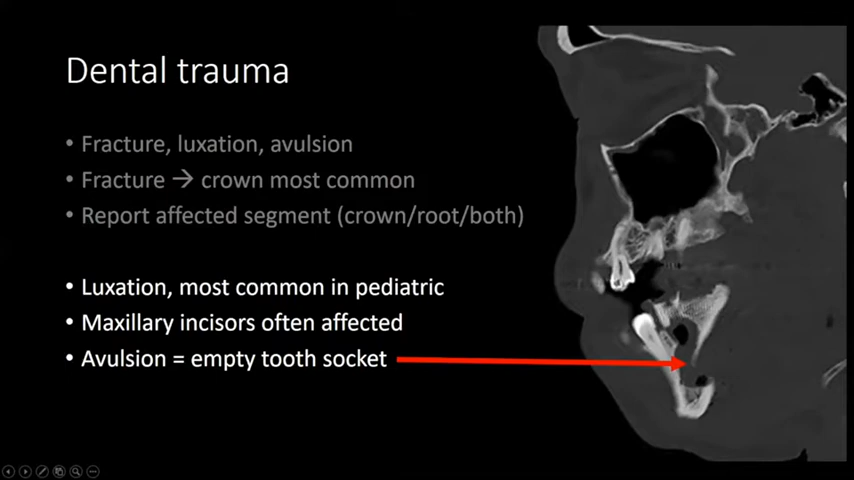 Dental trauma
• Fracture, luxation, avulsion
• Fracture → crown most common
• Report affected segment (crown/root/both)
• Luxation, most common in pediatric
• Maxillary incisors often affected
• Avulsion = empty tooth socket